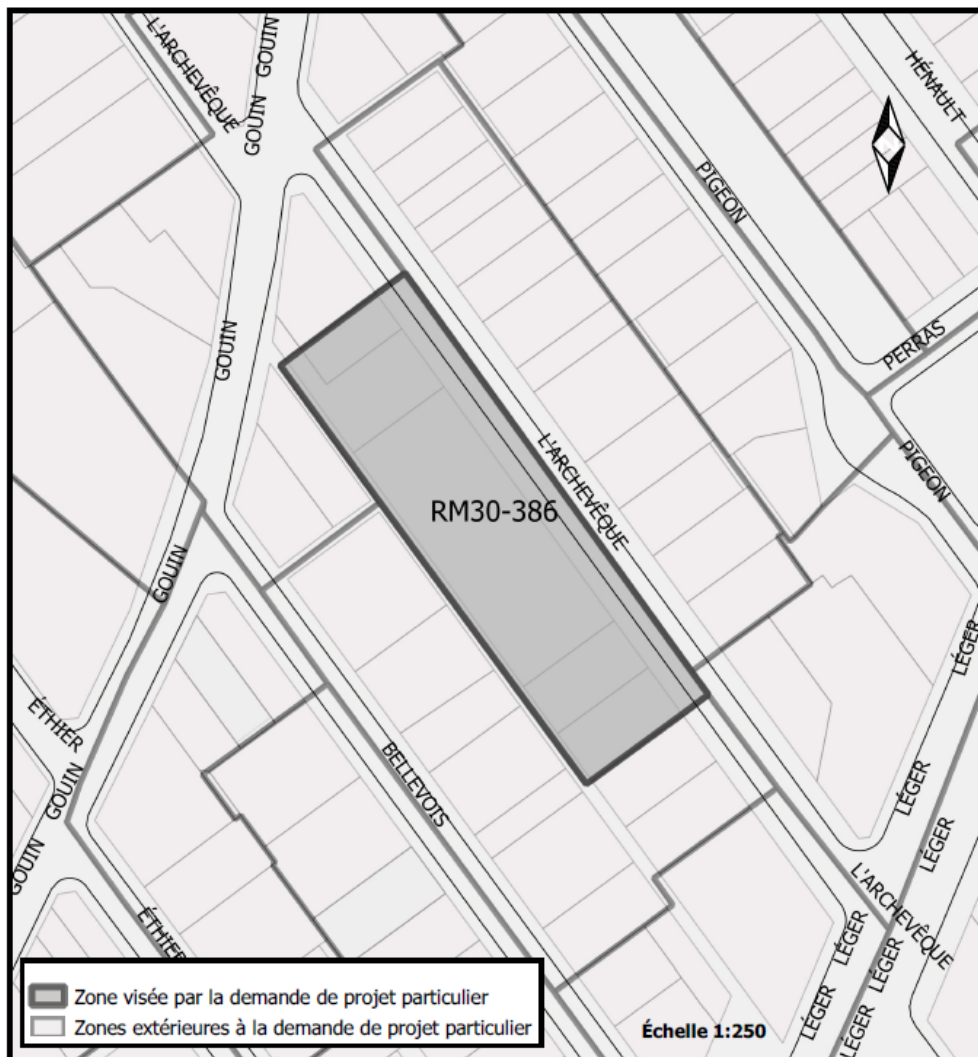 L'ARCHEVÊQUE
GOUIN
GOUIN
HÉNAULT
PIGEON
PERRAS
GOUIN
L'ARCHEVÊQUE
PIGEON
RM30-386
GOUIN
LÉGER
ÉTHIER
BELLEVOIS
GOUIN
LÉGER
LÉGER
GOUIN
L'ARCHEVÊQUE
ÉTHIER
LÉGER
LÉGER
LÉGER
LÉGER
Zone visée par la demande de projet particulier
Zones extérieures à la demande de projet particulier
Échelle 1:250